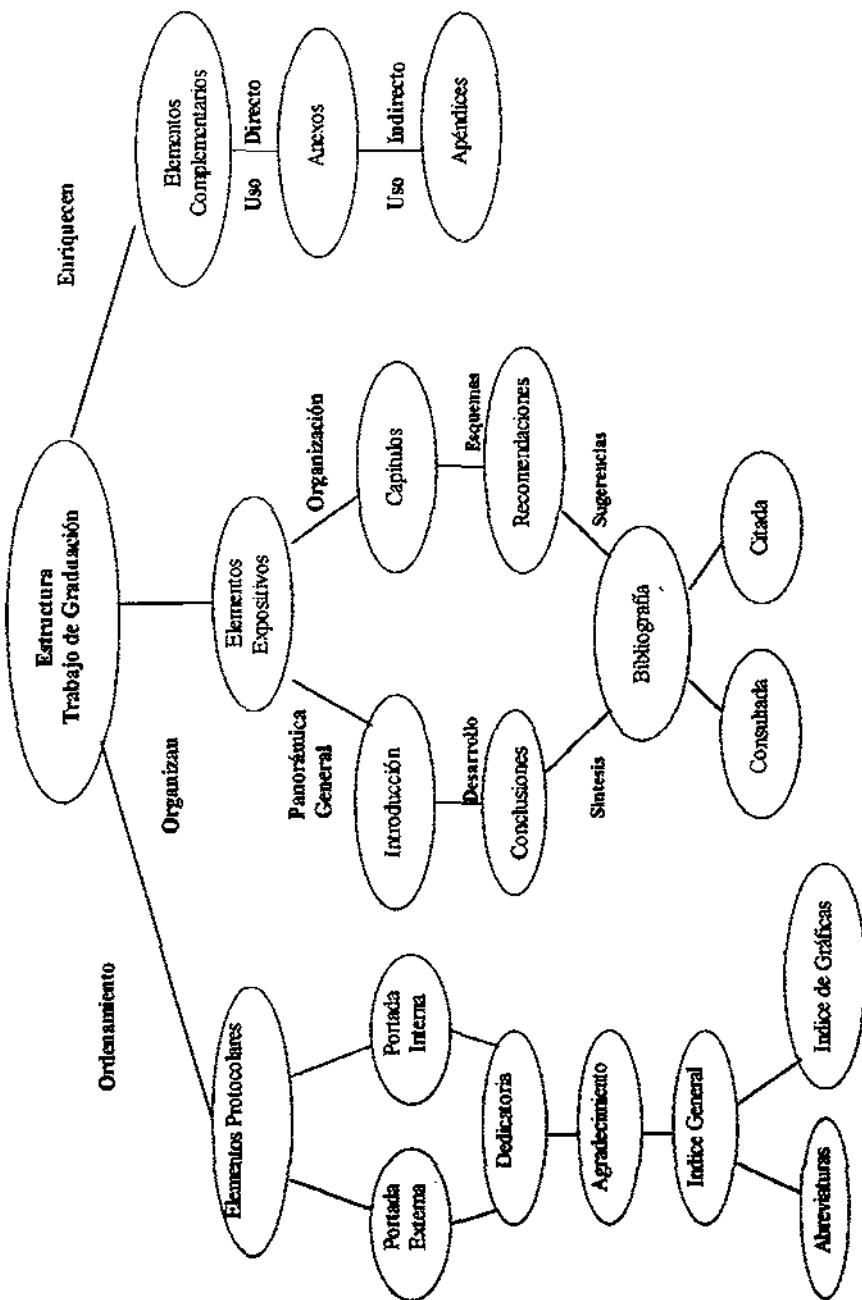 Estructura
Trabajo de Graduación
Ordenamiento
Organizan
Enriquecen
Elementos Protocolares
Portada
Externa
Portada
Interna
Dedicatoria
Agradecimiento
Indice General
Abreviaturas
Indice de Gráficas
Elementos
Expositivos
Panorámica
General
Organización
Introducción
Capítulos
Desarrollo
Esquemas
Conclusiones
Recomendaciones
Síntesis
Sugerencias
Bibliografía
Consultada
Citada
Elementos
Complementarios
Uso Directo
Anexos
Uso Indirecto
Apéndices